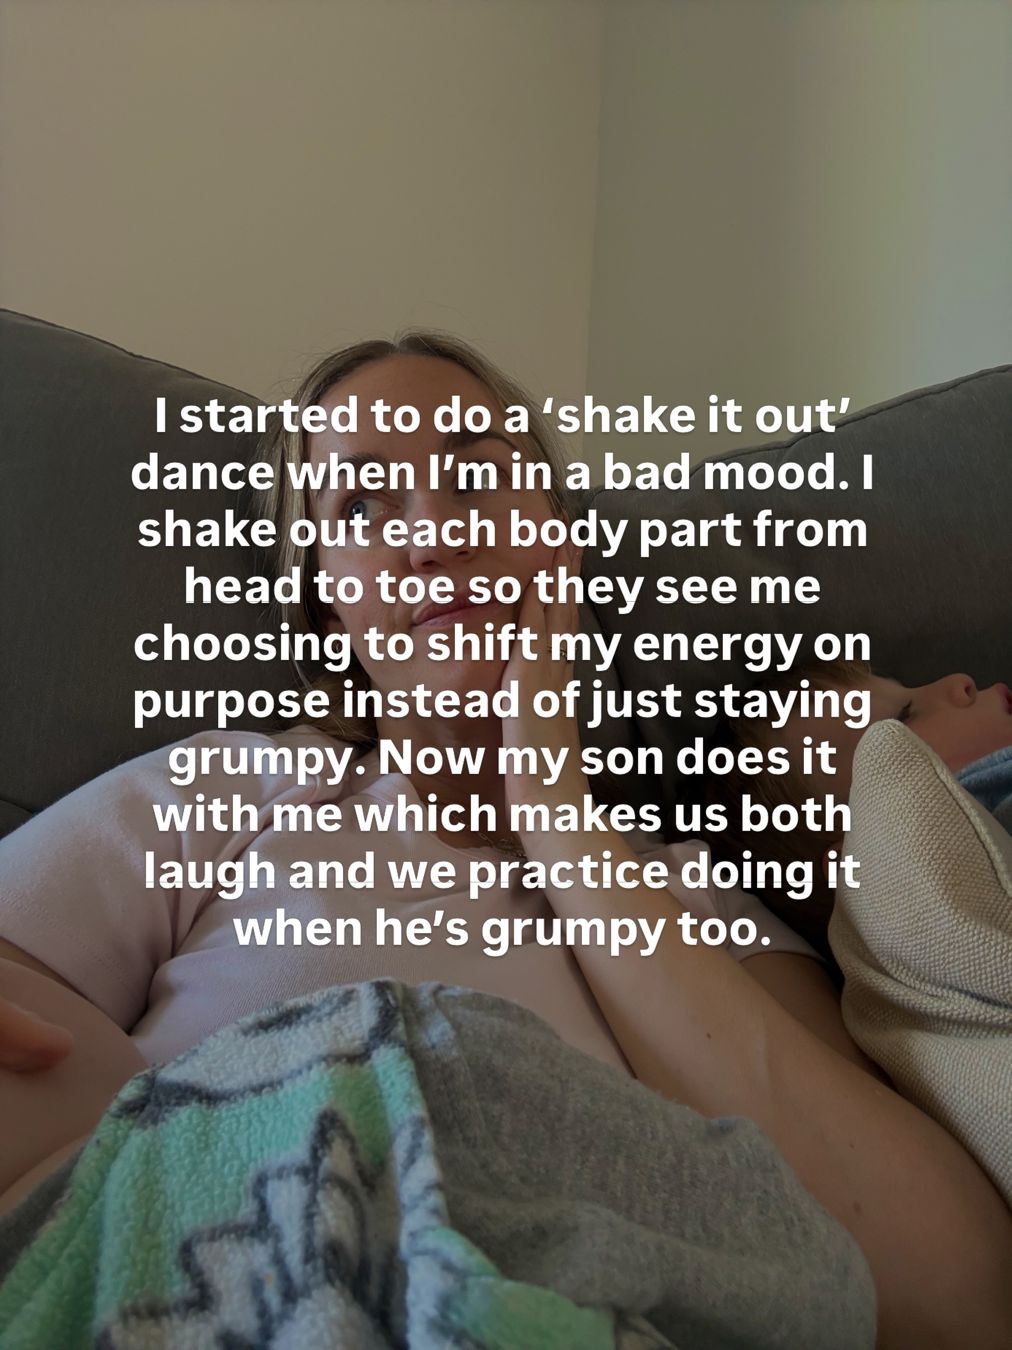 I started to do a ‘shake it out’
dance when I’m in a bad mood. I
shake out each body part from
head to toe so they see me
choosing to shift my energy on
purpose instead of just staying
grumpy. Now my son does it
with me which makes us both
laugh and we practice doing it
when he’s grumpy too.